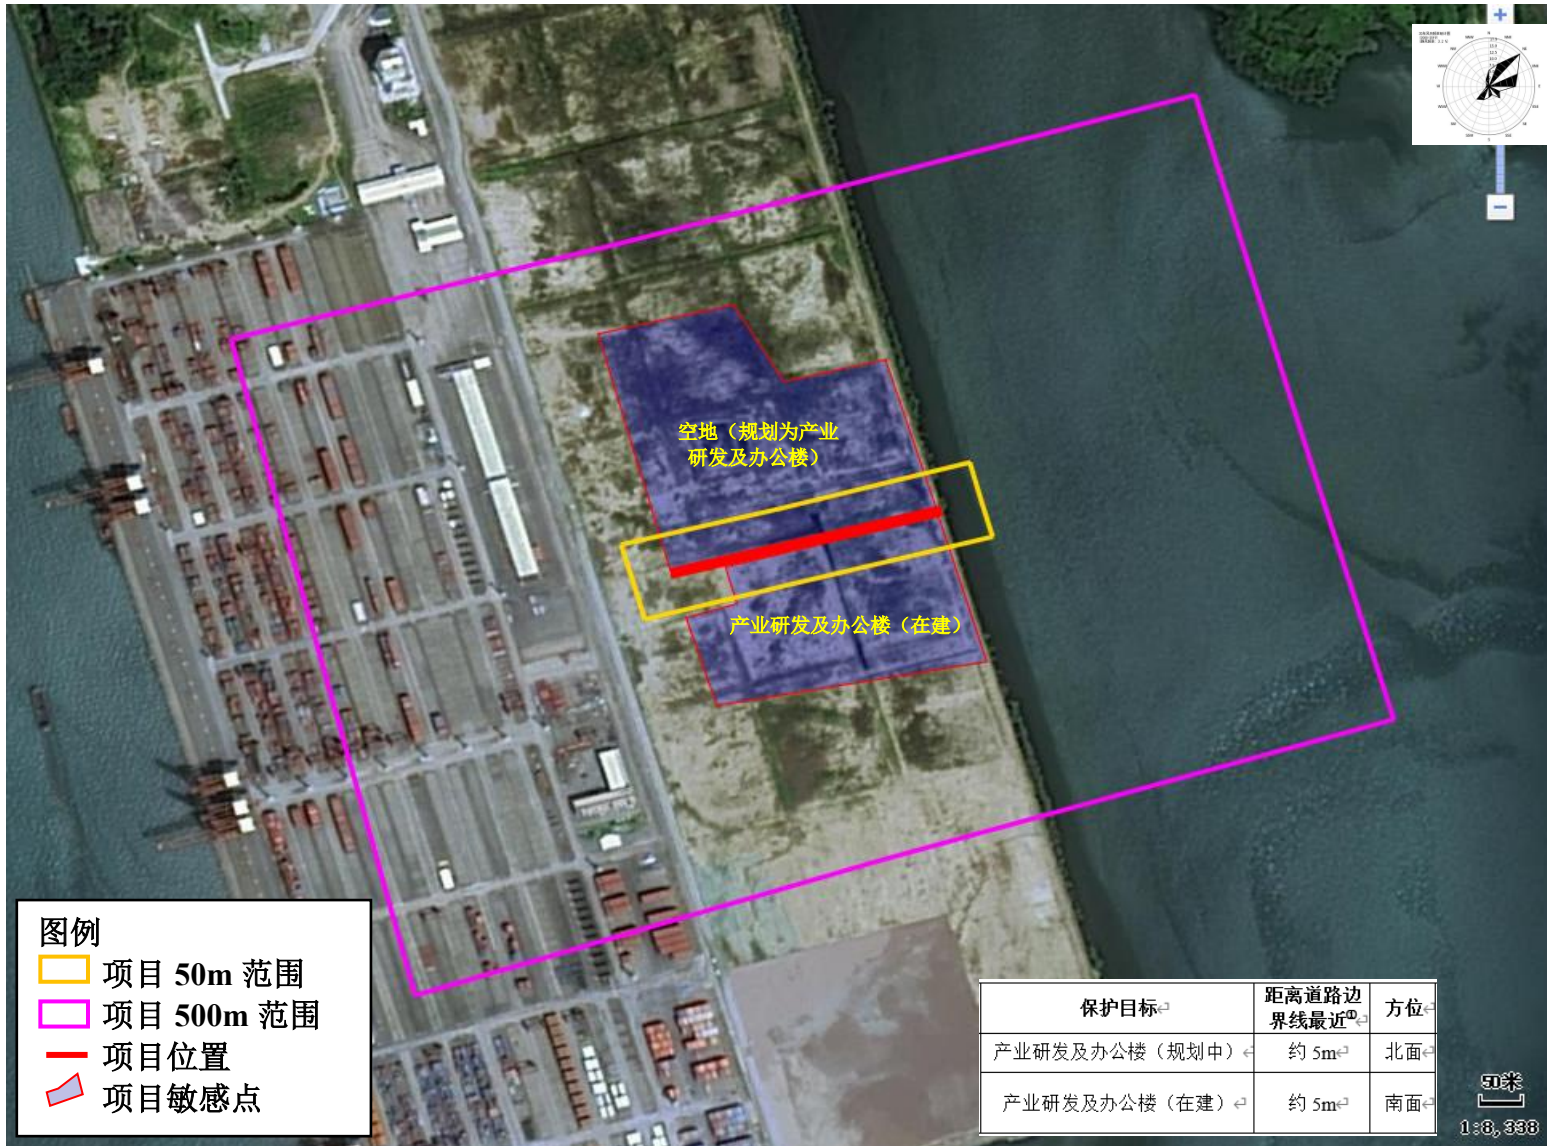 空地（规划为产业
研发及办公楼）
产业研发及办公楼（在建）
图例
项目 50m 范围
项目 500m 范围
项目位置
项目敏感点
保护目标 距离道路边界线最近① 方位
产业研发及办公楼（规划中） 约 5m 北面
产业研发及办公楼（在建） 约 5m 南面
50米
1:8,338